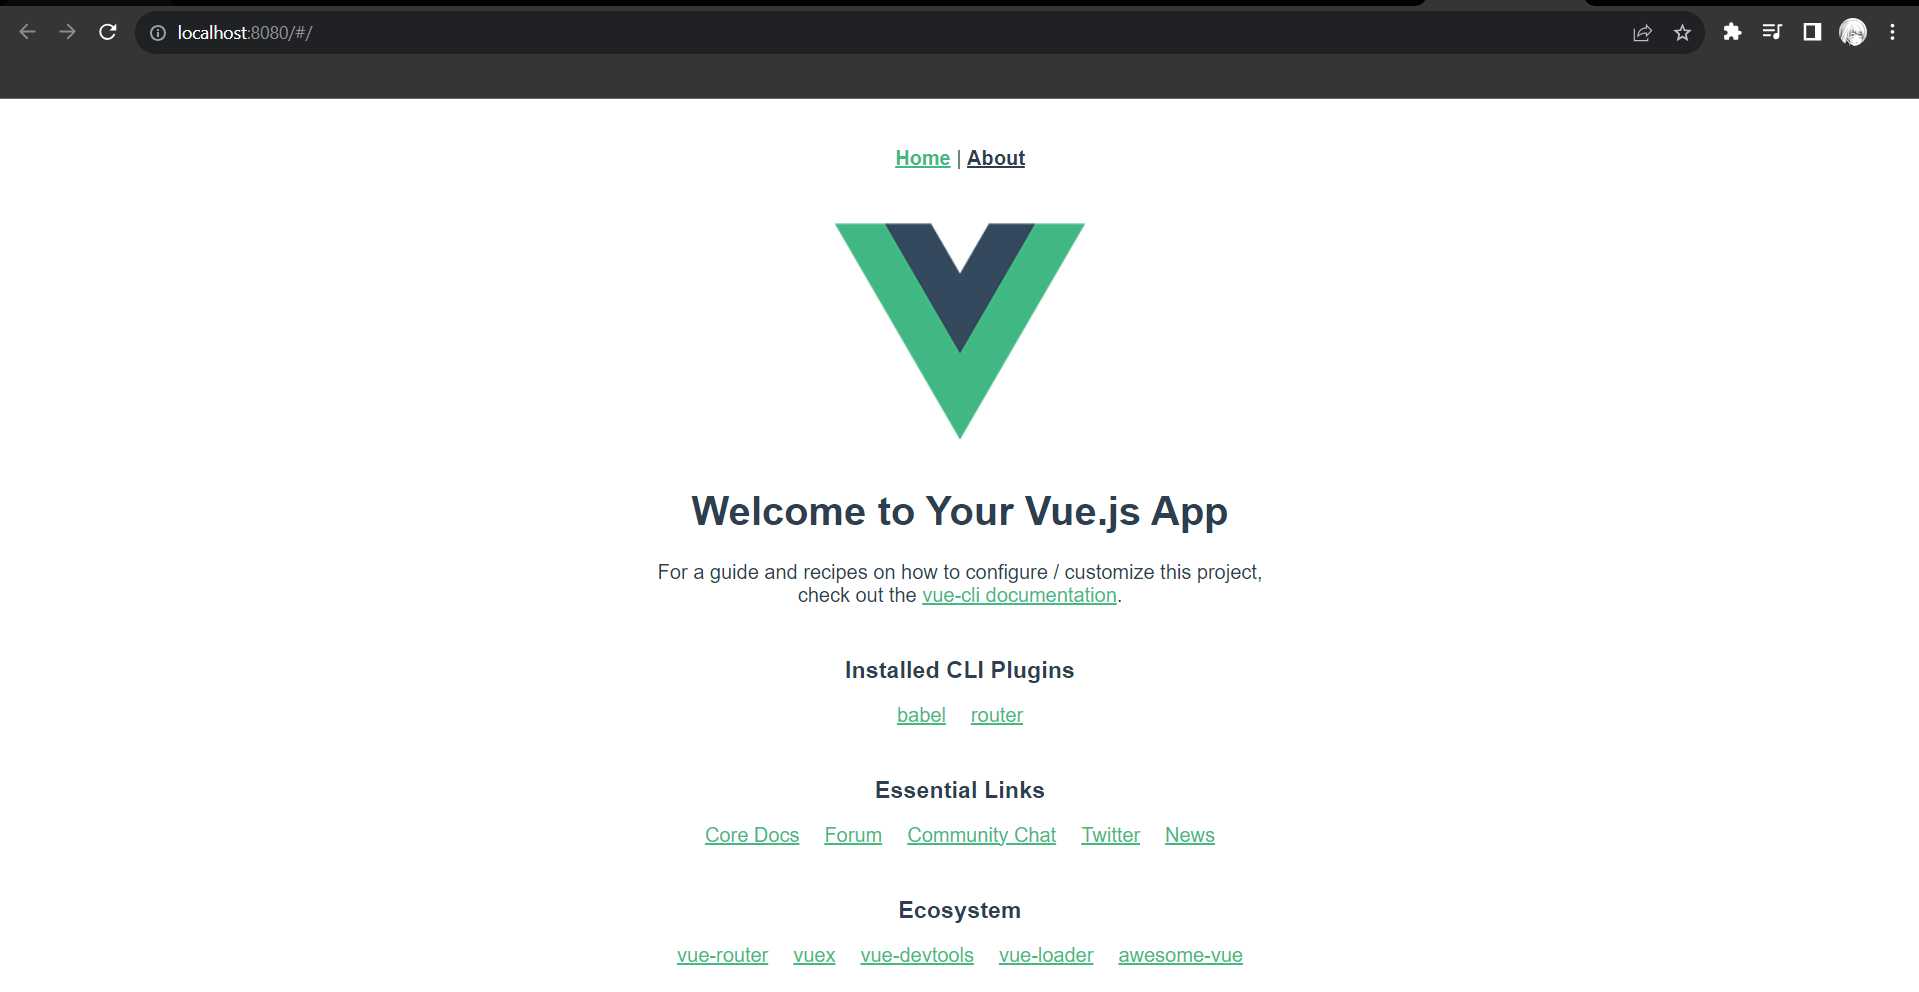 localhost:8080/#/
Home | About
Welcome to Your Vue.js App
For a guide and recipes on how to configure / customize this project,
check out the vue-cli documentation.
Installed CLI Plugins
babel router
Essential Links
Core Docs Forum Community Chat Twitter News
Ecosystem
vue-router vuex vue-devtools vue-loader awesome-vue